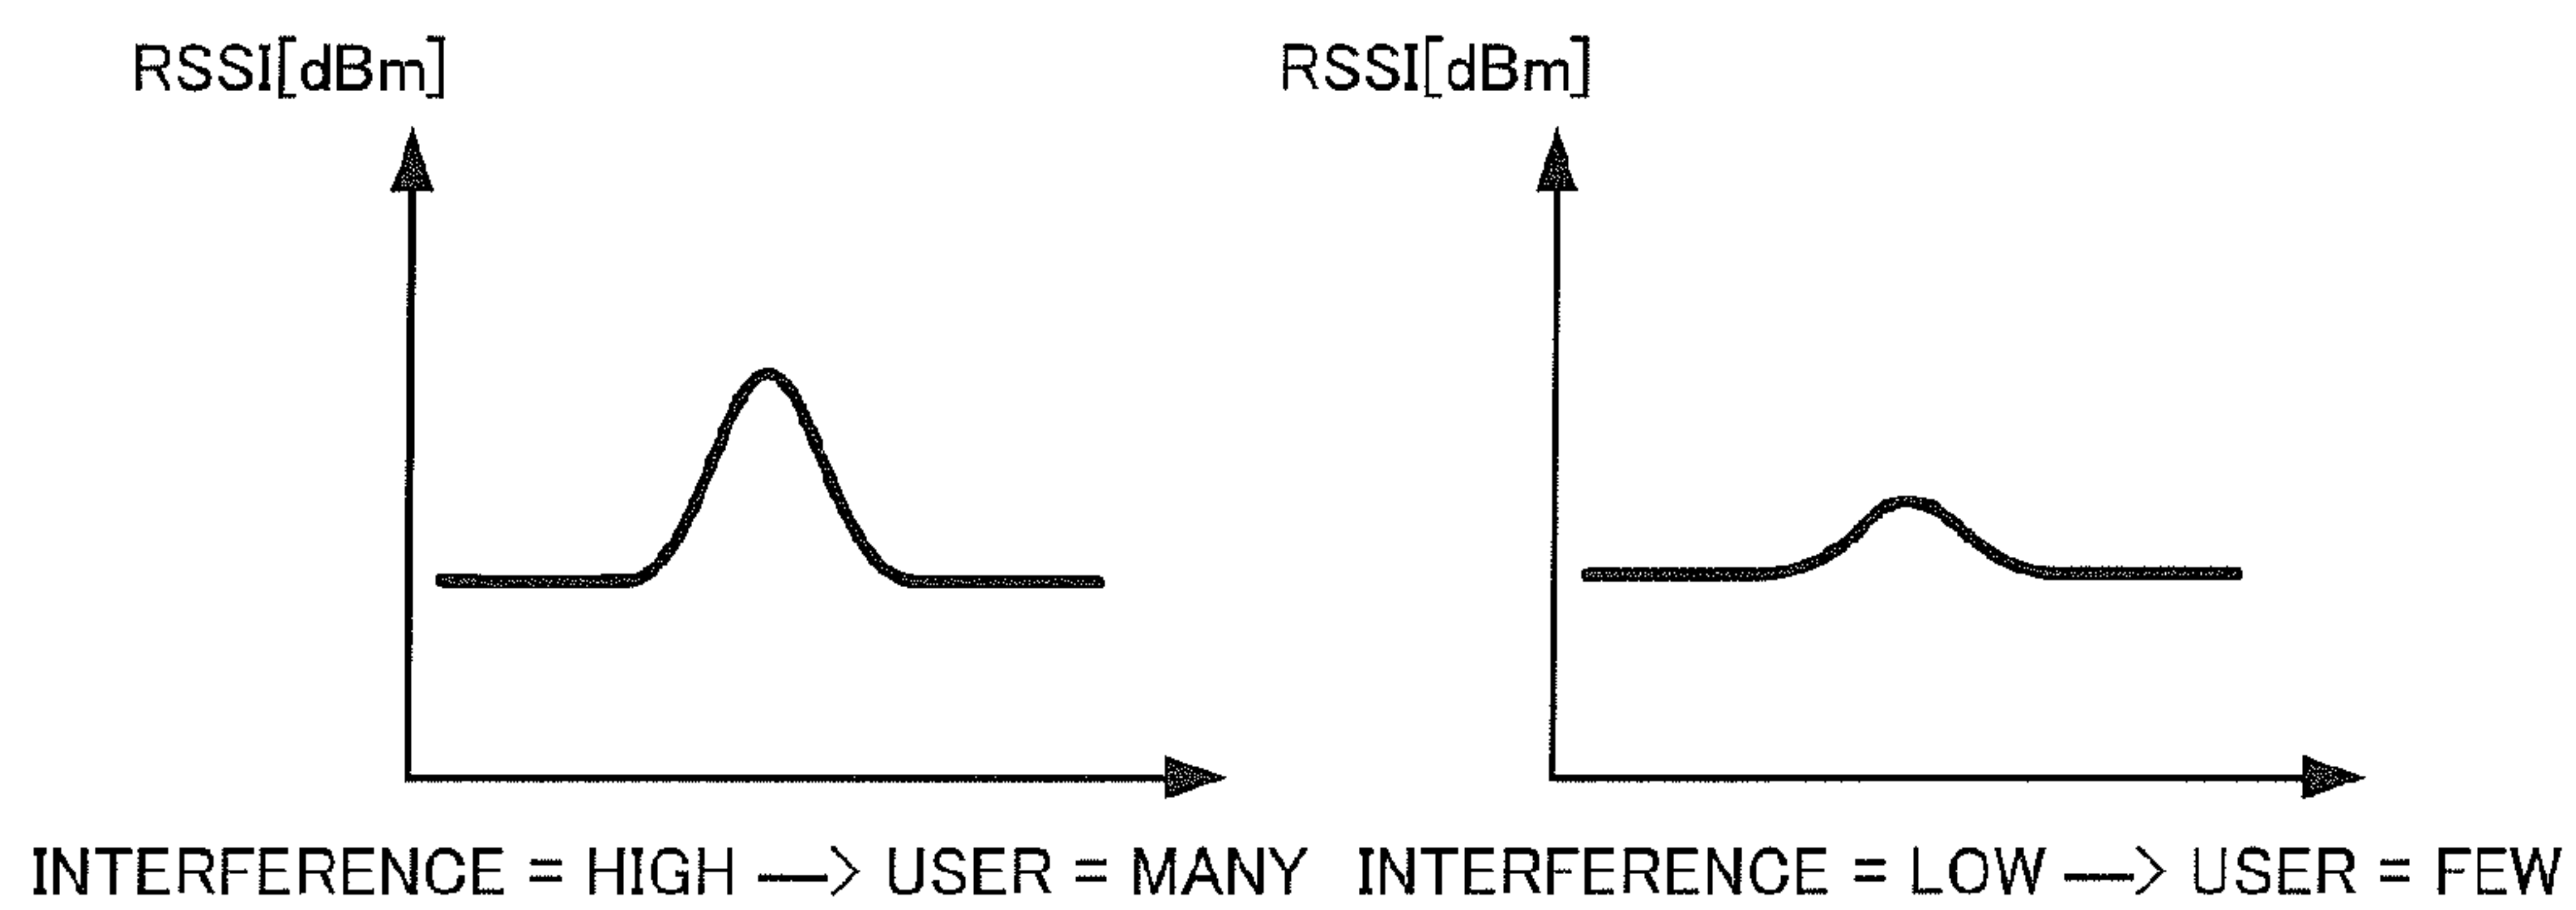 RSSI[dBm]
RSSI[dBm]
INTERFERENCE = HIGH —> USER = MANY
INTERFERENCE = LOW —> USER = FEW